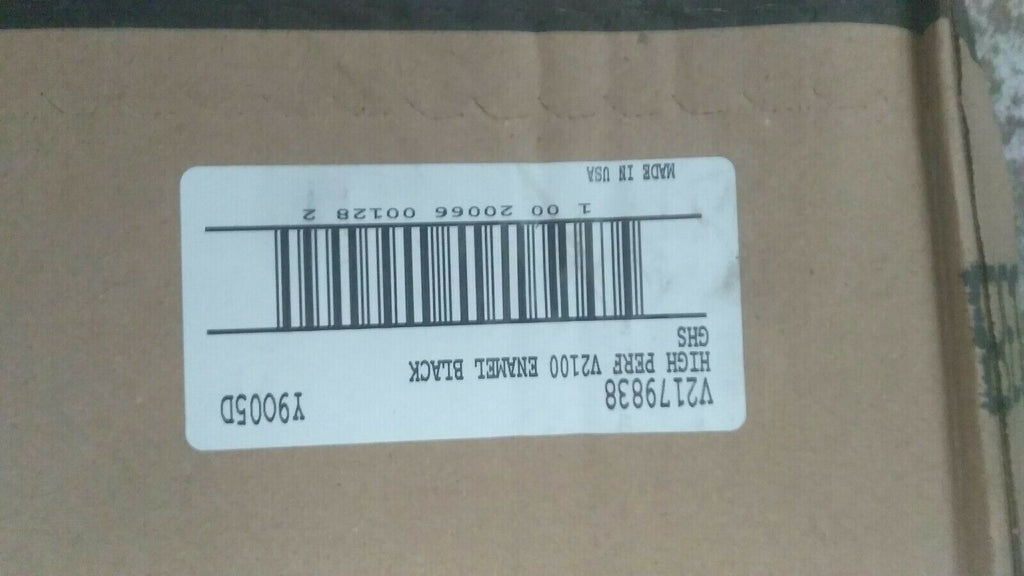 V2179838 Y9005D
HIGH PERF V2100 ENAMEL BLACK
GHS
1 00 20066 00128 2
MADE IN USA